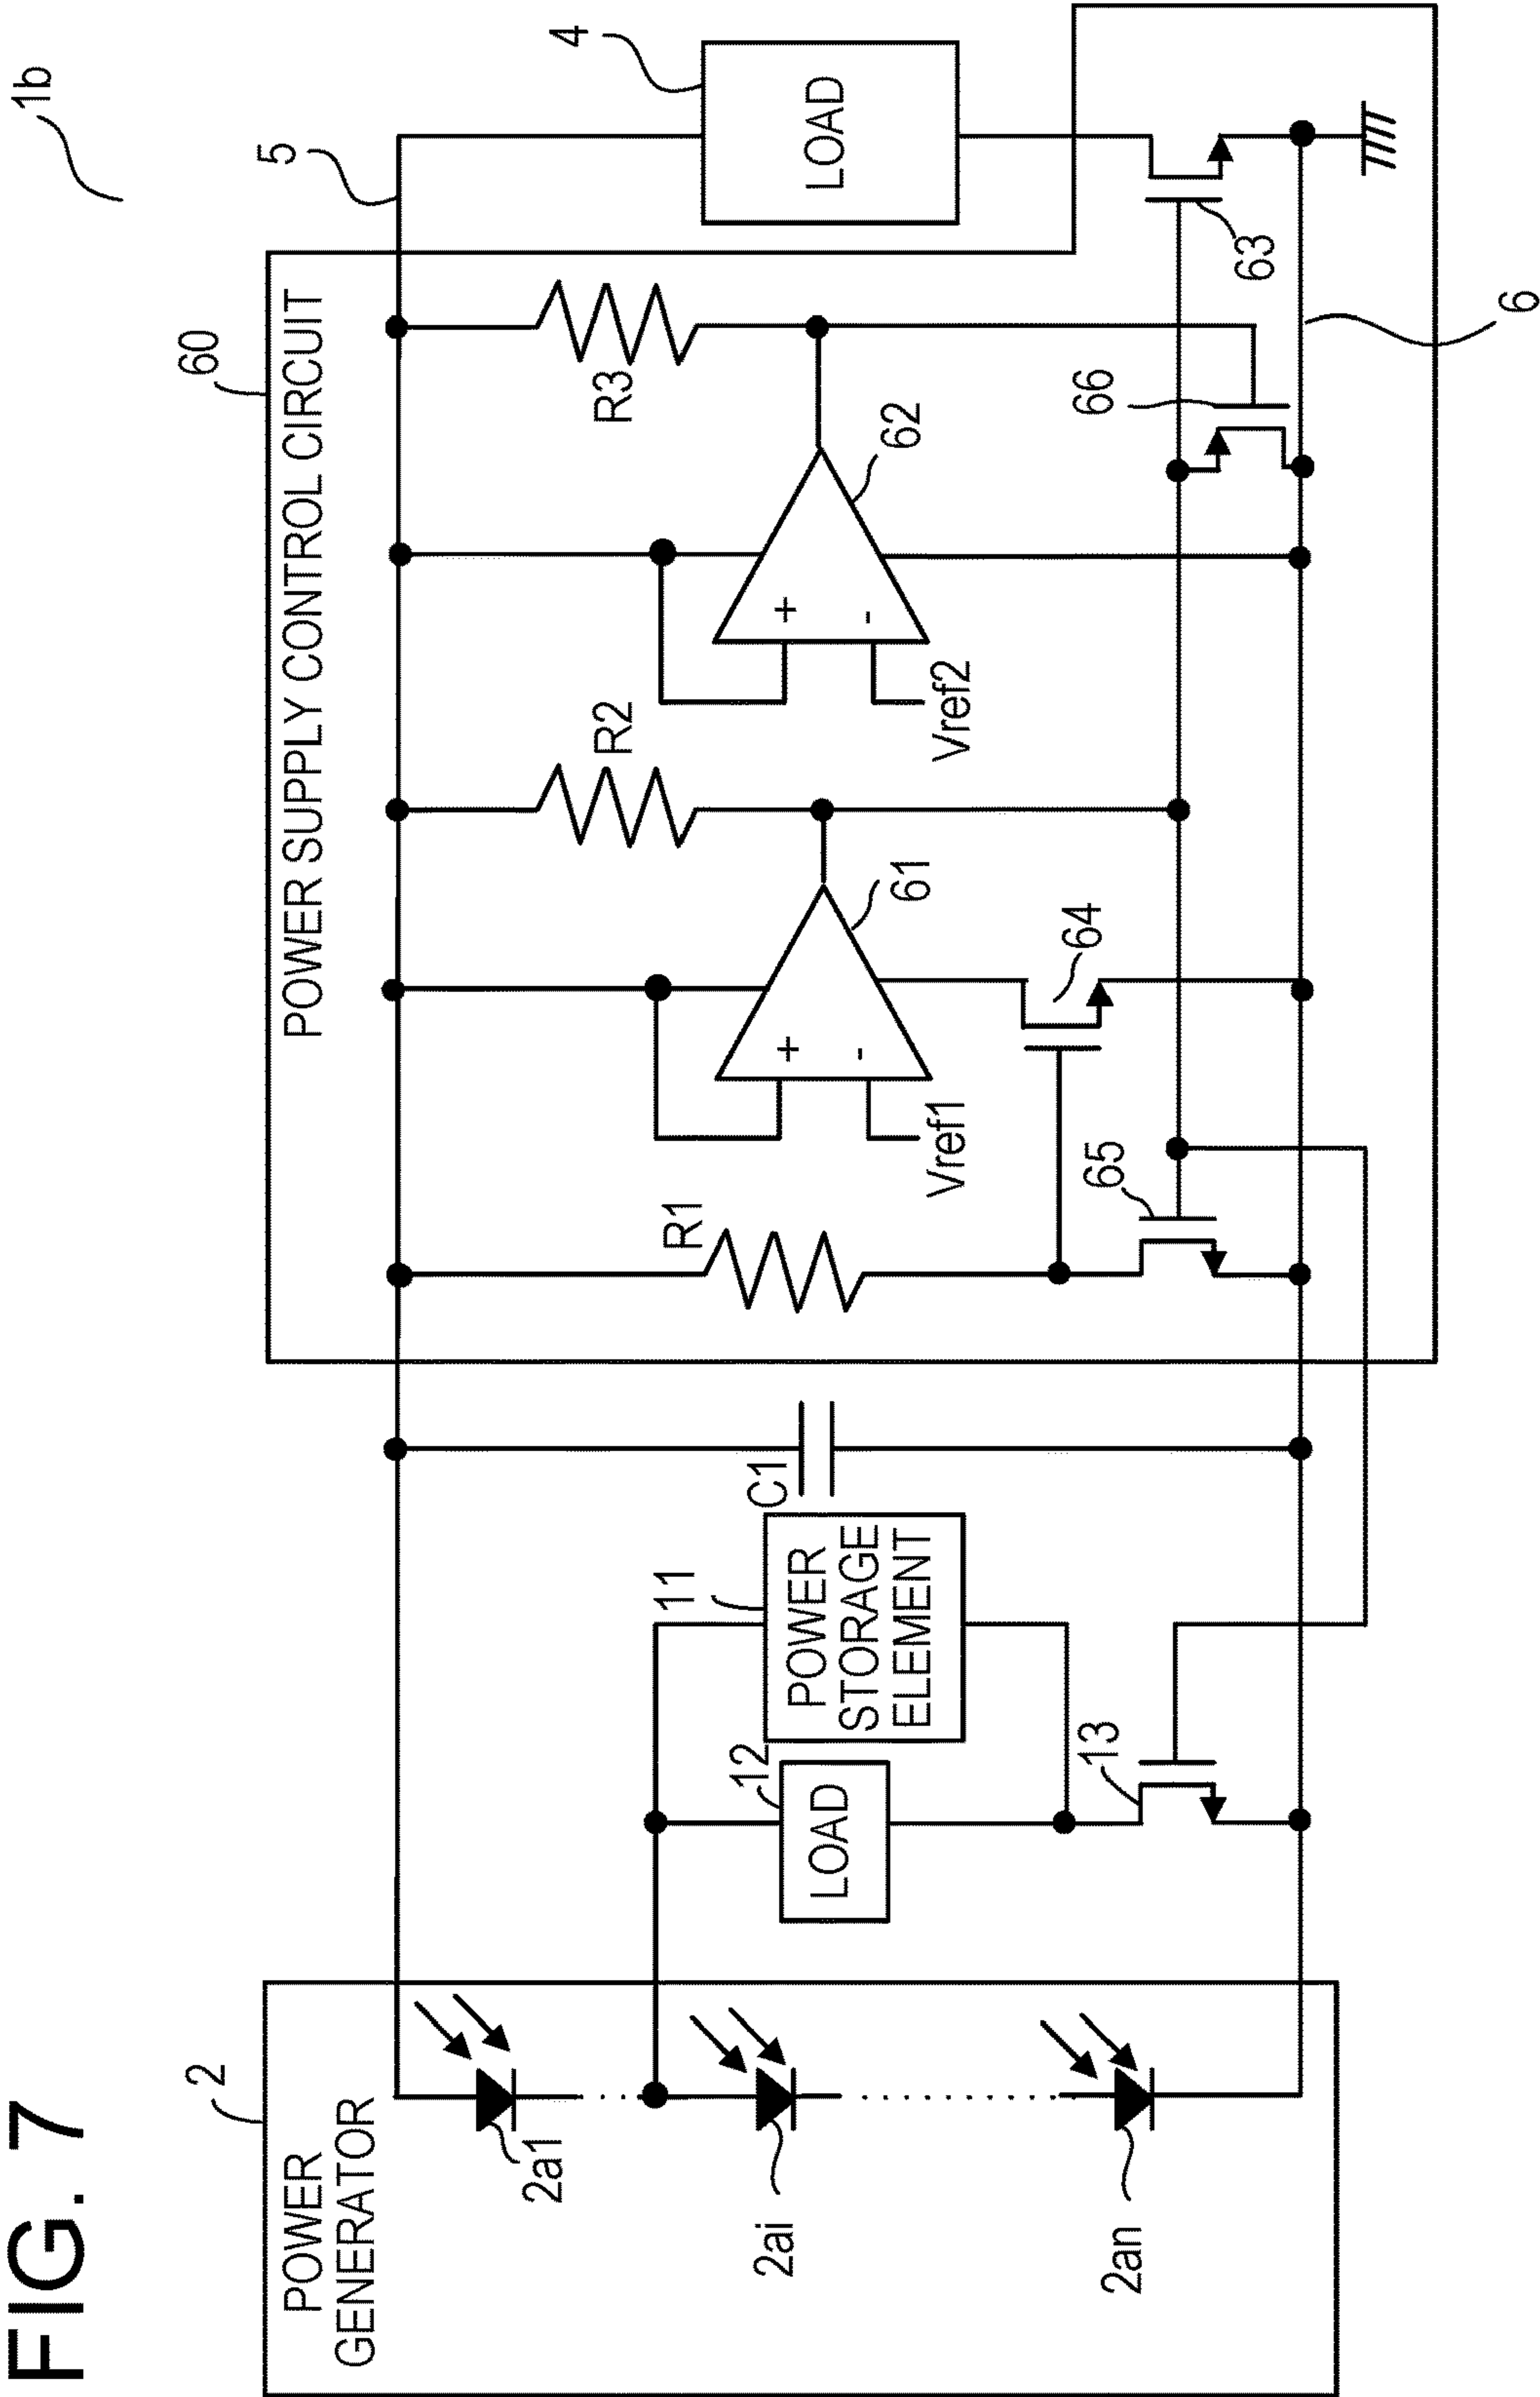 FIG. 7
1b
2
POWER
GENERATOR
2a1
2ai
2an
60
POWER SUPPLY CONTROL CIRCUIT
5
4
LOAD
12
LOAD
11
POWER
STORAGE
ELEMENT
13
C1
R1
65
Vref1
+
-
61
64
R2
Vref2
+
-
62
R3
66
63
6